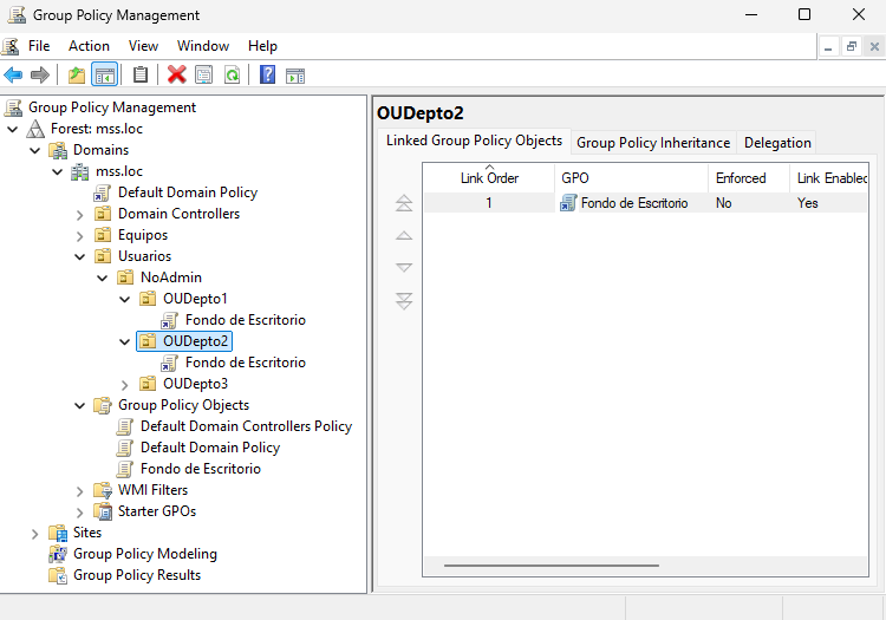 Group Policy Management
File Action View Window Help
Group Policy Management
Forest: mss.loc
Domains
mss.loc
Default Domain Policy
Domain Controllers
Equipos
Usuarios
NoAdmin
OUDepto1
Fondo de Escritorio
OUDepto2
Fondo de Escritorio
OUDepto3
Group Policy Objects
Default Domain Controllers Policy
Default Domain Policy
Fondo de Escritorio
WMI Filters
Starter GPOs
Sites
Group Policy Modeling
Group Policy Results
OUDepto2
Linked Group Policy Objects Group Policy Inheritance Delegation
Link Order GPO Enforced Link Enabled
1 Fondo de Escritorio No Yes